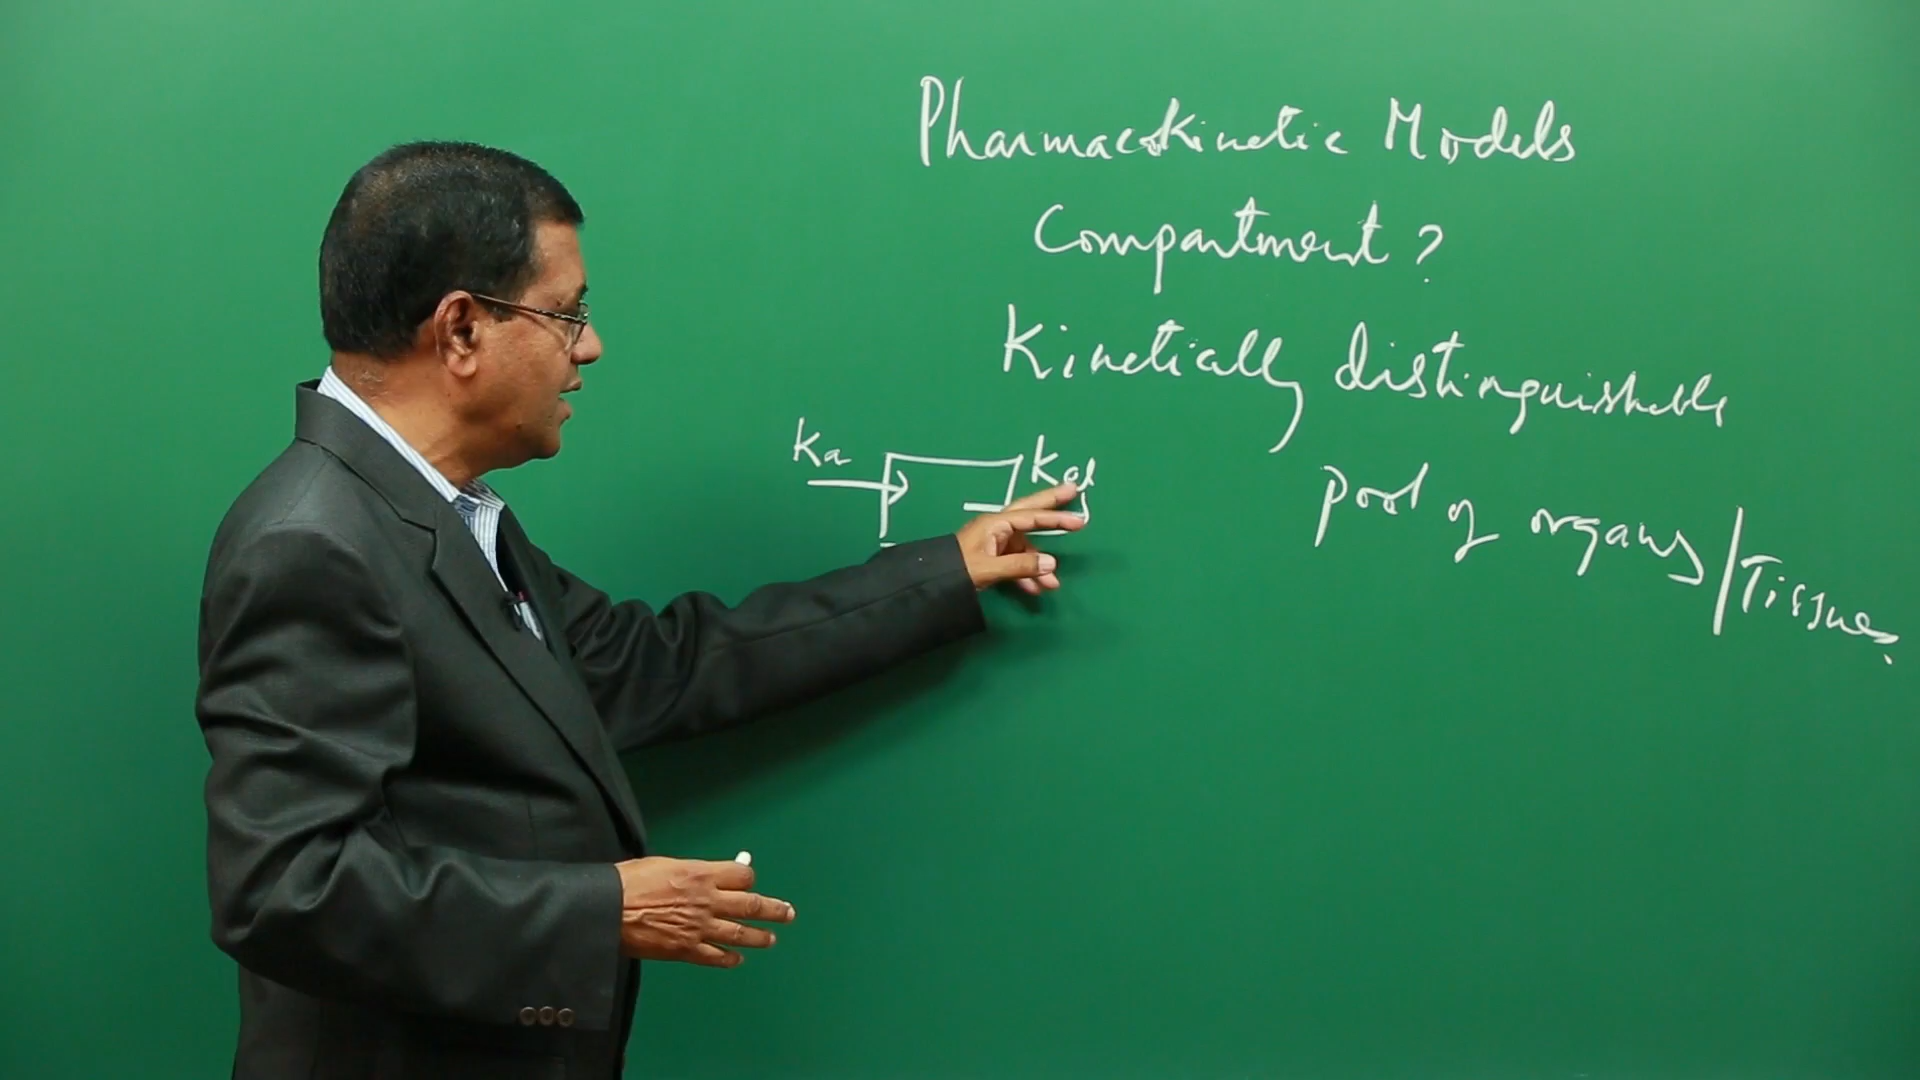 Pharmacokinetic Models
Compartment ?
Kinetically distinguishable
Ka
Kel
pool of organs/Tissues